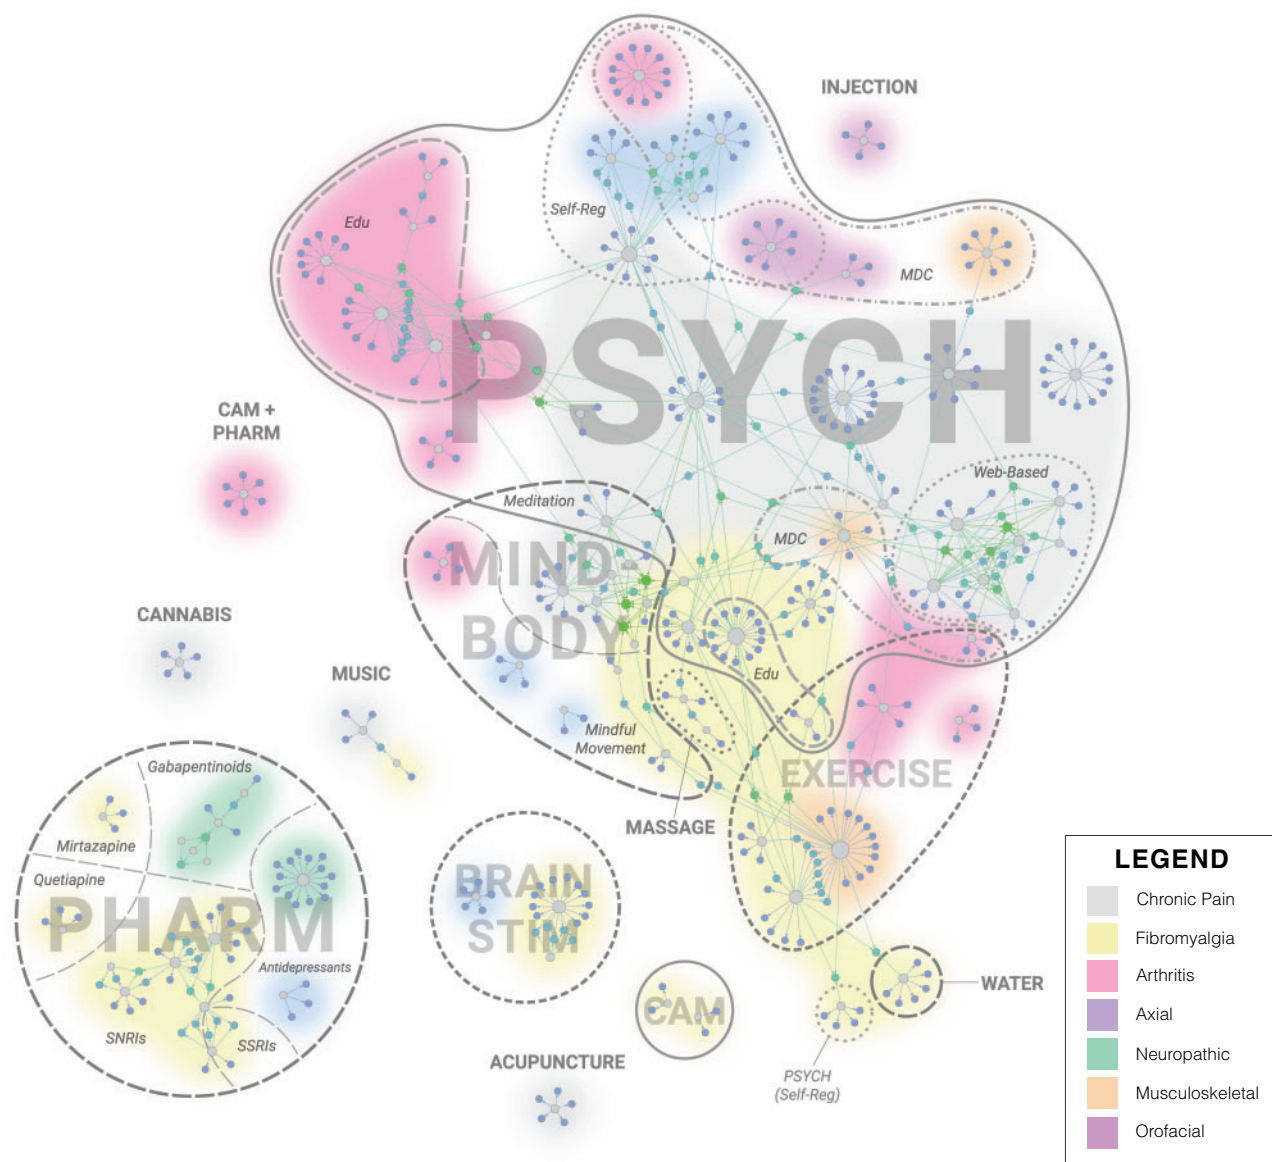 INJECTION
Edu
Self-Reg
MDC
PSYCH
CAM +
PHARM
Web-Based
Meditation
MDC
MIND-
BODY
CANNABIS
MUSIC
Edu
Mindful
Movement
EXERCISE
MASSAGE
Gabapentinoids
Mirtazapine
Quetiapine
PHARM
Antidepressants
SNRIs
SSRIs
BRAIN
STIM
CAM
WATER
ACUPUNCTURE
PSYCH
(Self-Reg)
LEGEND
Chronic Pain
Fibromyalgia
Arthritis
Axial
Neuropathic
Musculoskeletal
Orofacial